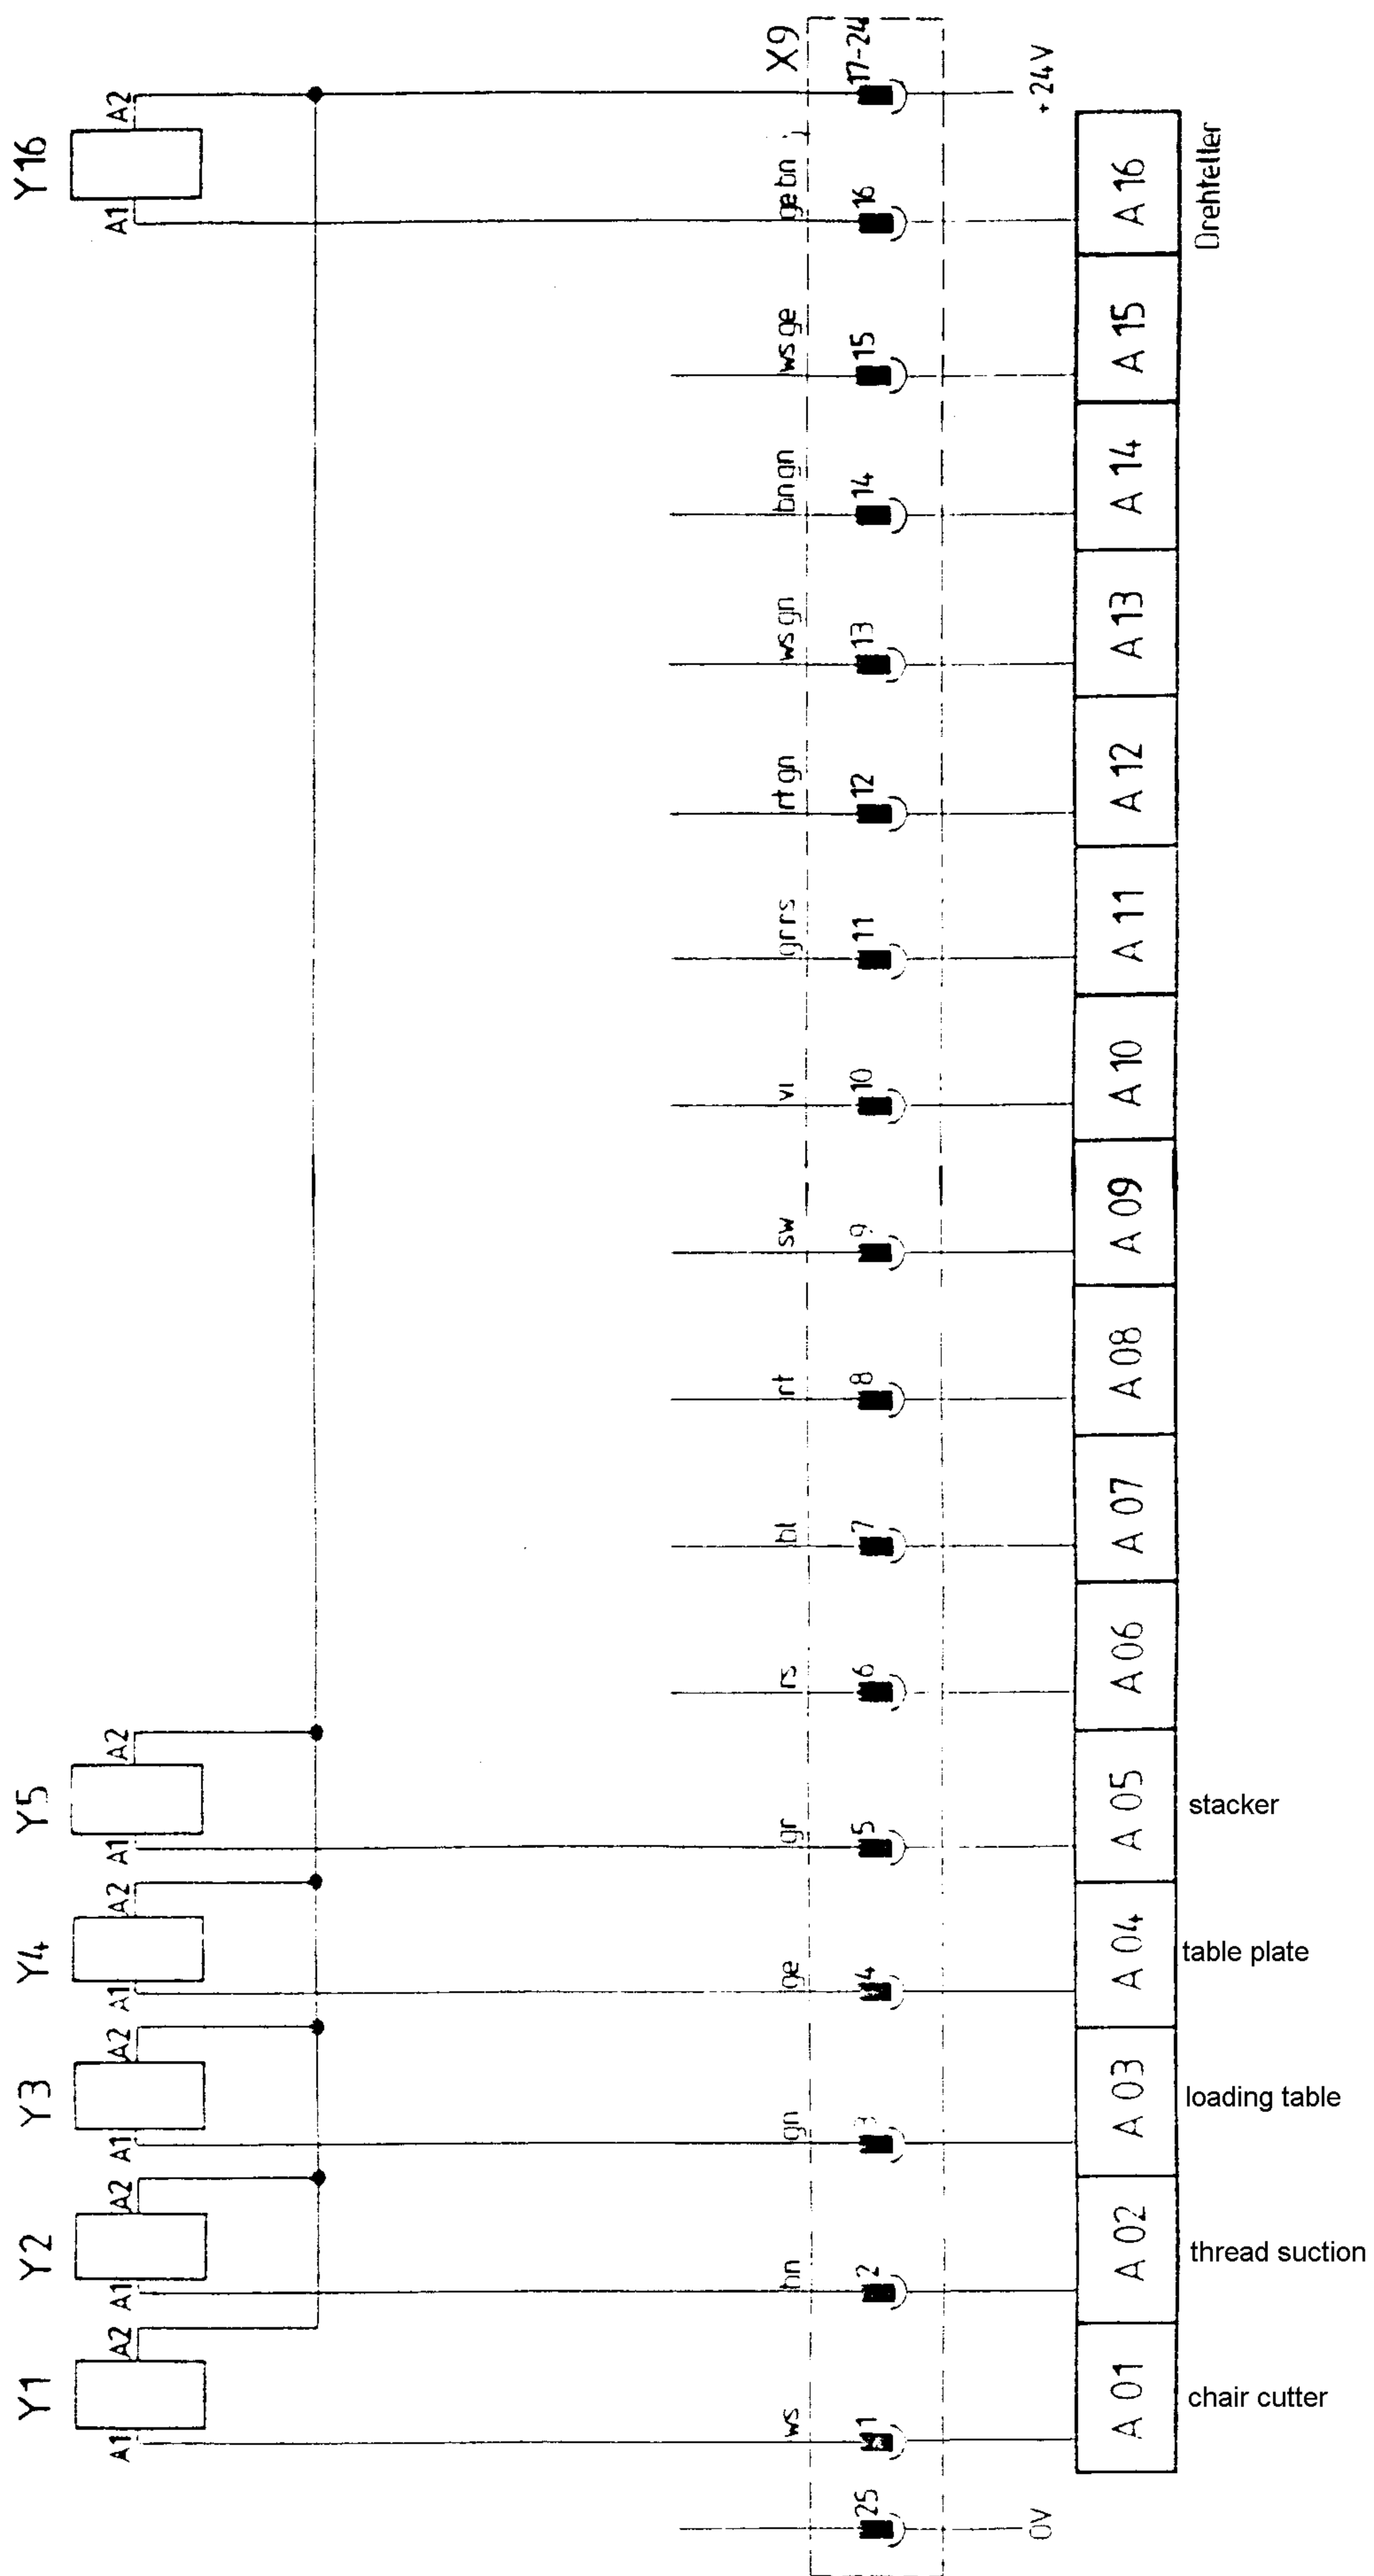 Y16
A2
A1
X9
17-24
+24V
gebn
16
A 16
Drehteller
wsge
15
A 15
bngn
14
A 14
wsgn
13
A 13
rtgn
12
A 12
grrs
11
A 11
vi
10
A 10
sw
9
A 09
rt
8
A 08
bl
7
A 07
rs
6
A 06
Y5
A2
A1
gr
5
A 05
stacker
Y4
A2
A1
ge
4
A 04
table plate
Y3
A2
A1
gn
3
A 03
loading table
Y2
A2
A1
bn
2
A 02
thread suction
Y1
A2
A1
ws
1
A 01
chair cutter
25
0V